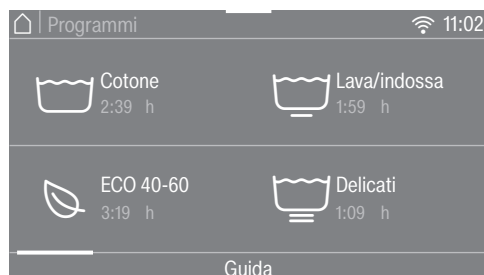 Programmi 11:02
Cotone
2:39 h
Lava/indossa
1:59 h
ECO 40-60
3:19 h
Delicati
1:09 h
Guida